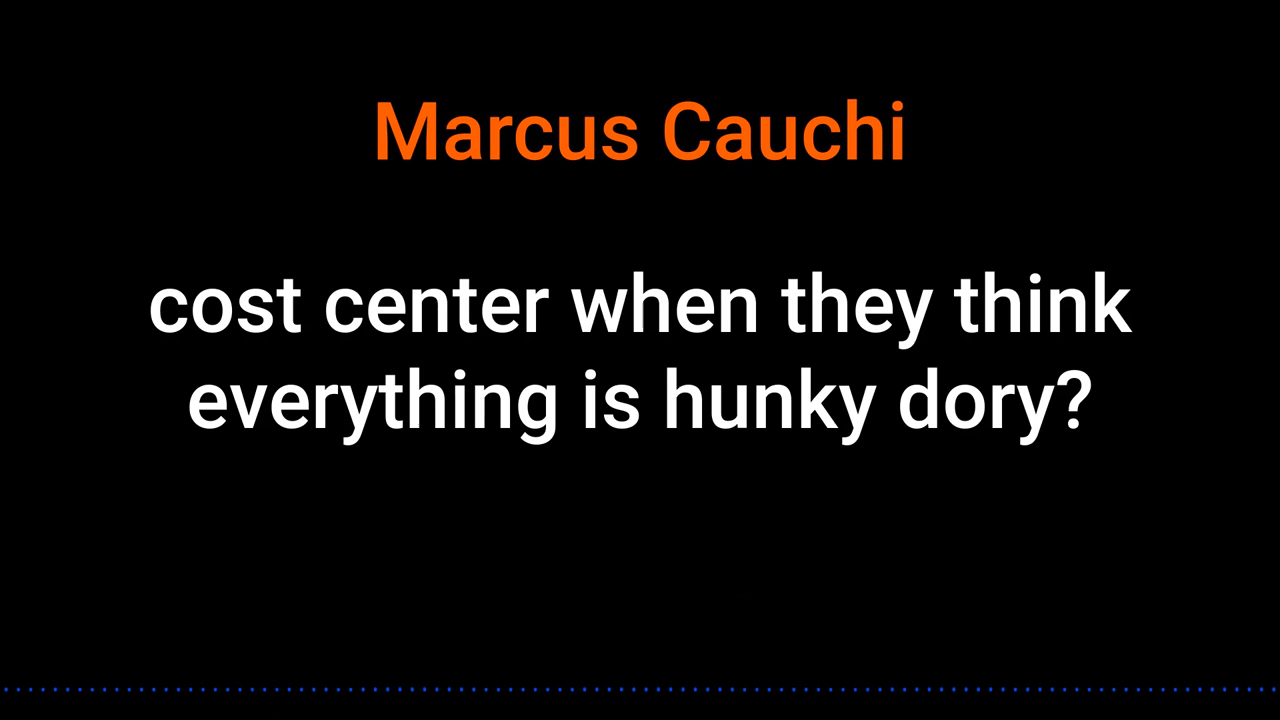 Marcus Cauchi
cost center when they think
everything is hunky dory?